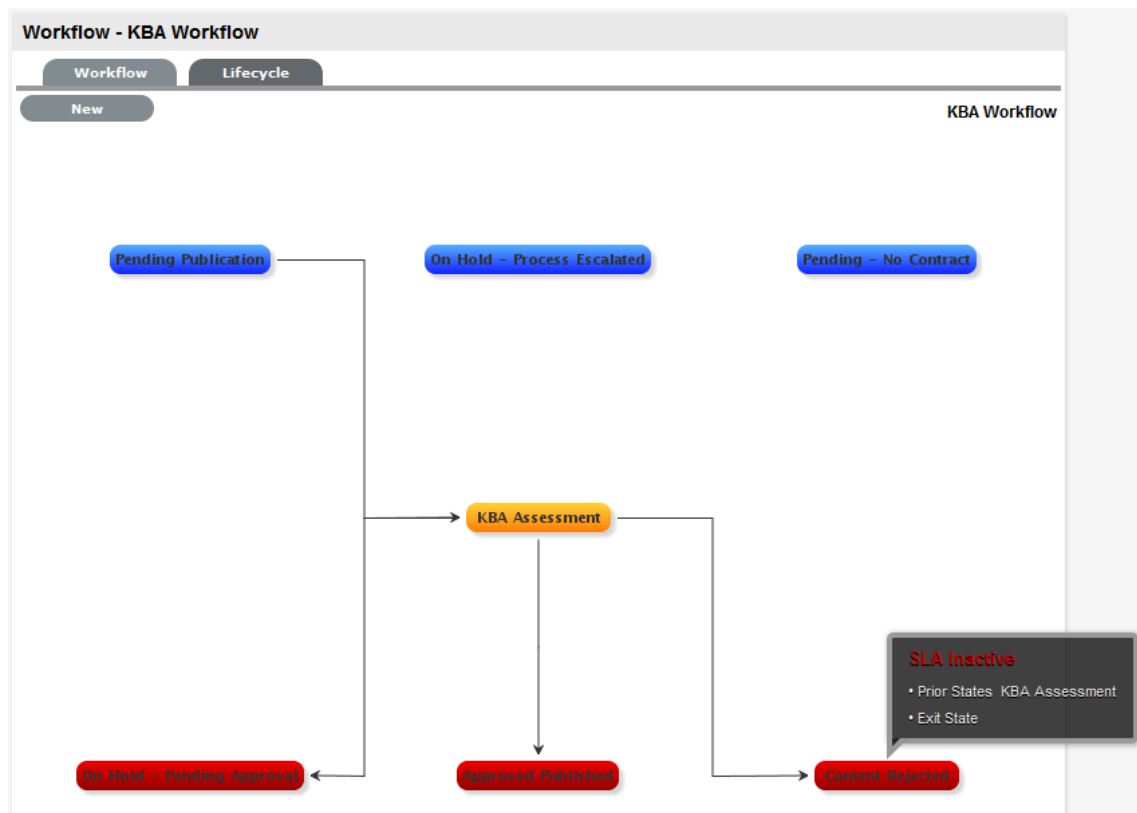 Workflow - KBA Workflow
Workflow
Lifecycle
New
KBA Workflow
Pending Publication
On Hold - Process Escalated
Pending - No Contract
KBA Assessment
SLA Inactive
• Prior States KBA Assessment
• Exit State
On Hold - Pending Approval
Approved Published
Content Rejected